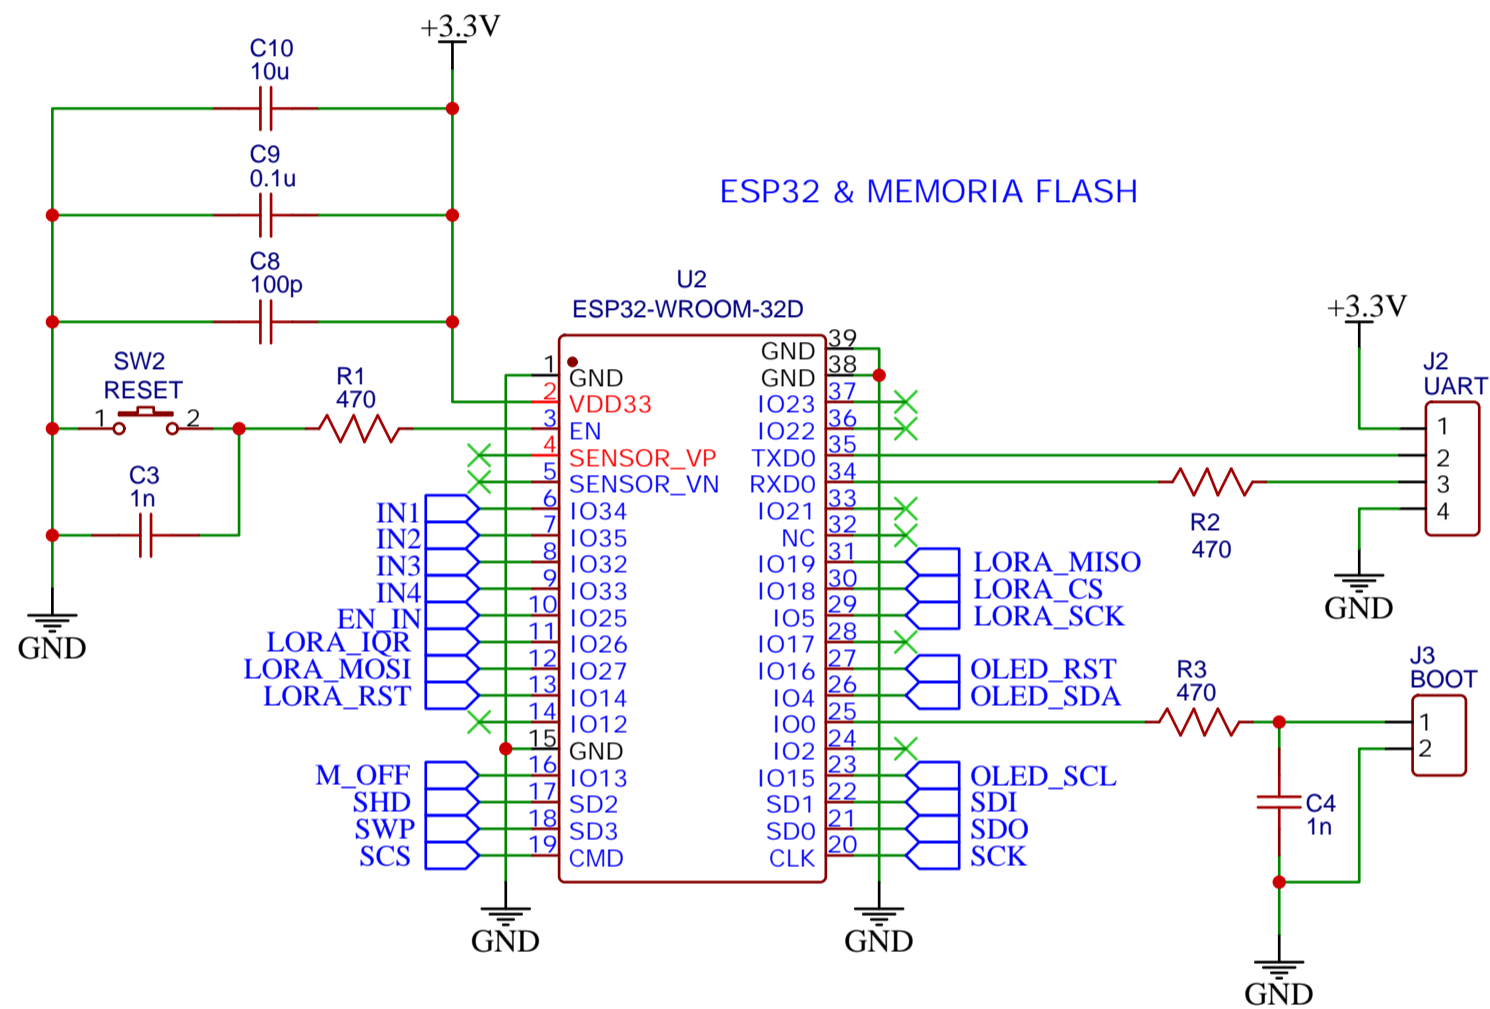 +3.3V
C10
10u
C9
0.1u
C8
100p
ESP32 & MEMORIA FLASH
SW2
RESET
1 2
C3
1n
R1
470
GND
U2
ESP32-WROOM-32D
1 GND
2 VDD33
3 EN
4 SENSOR_VP
5 SENSOR_VN
IN1 6 IO34
IN2 7 IO35
IN3 8 IO32
IN4 9 IO33
EN_IN 10 IO25
LORA_IQR 11 IO26
LORA_MOSI 12 IO27
LORA_RST 13 IO14
14 IO12
15 GND
M_OFF 16 IO13
SHD 17 SD2
SWP 18 SD3
SCS 19 CMD
GND
GND 39
GND 38
IO23 37
IO22 36
TXD0 35
RXD0 34
IO21 33
NC 32
IO19 31 LORA_MISO
IO18 30 LORA_CS
IO5 29 LORA_SCK
IO17 28
IO16 27 OLED_RST
IO4 26 OLED_SDA
IO0 25
IO2 24
IO15 23 OLED_SCL
SD1 22 SDI
SD0 21 SDO
CLK 20 SCK
GND
+3.3V
J2
UART
1
2
3
4
R2
470
GND
R3
470
J3
BOOT
1
2
C4
1n
GND